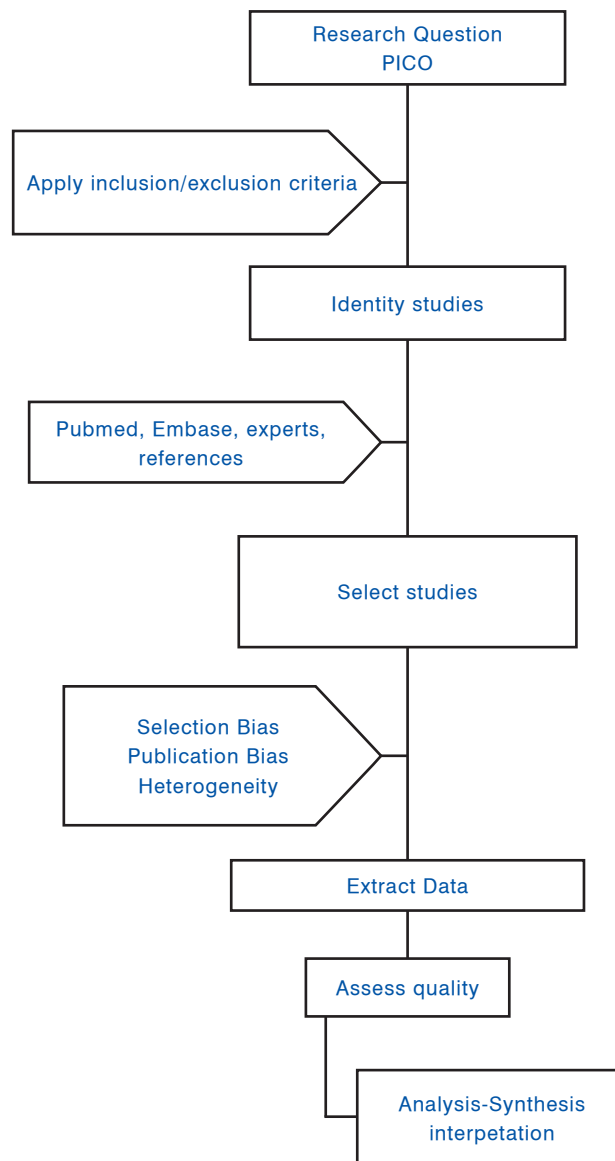 Research Question
PICO
Apply inclusion/exclusion criteria
Identity studies
Pubmed, Embase, experts,
references
Select studies
Selection Bias
Publication Bias
Heterogeneity
Extract Data
Assess quality
Analysis-Synthesis
interpetation